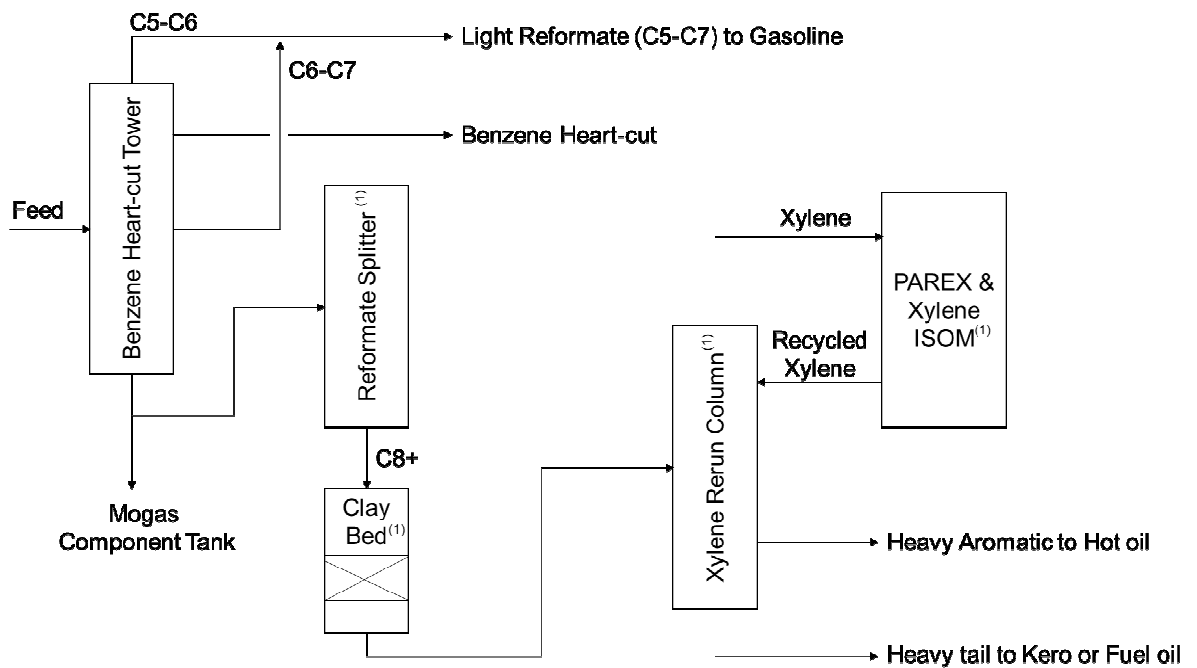 C5-C6
Light Reformate (C5-C7) to Gasoline
C6-C7
Benzene Heart-cut Tower
Benzene Heart-cut
Feed
Reformate Splitter (1)
Xylene
PAREX &
Xylene
ISOM(1)
Recycled
Xylene
Xylene Rerun Column(1)
C8+
Clay
Bed(1)
Mogas
Component Tank
Heavy Aromatic to Hot oil
Heavy tail to Kero or Fuel oil